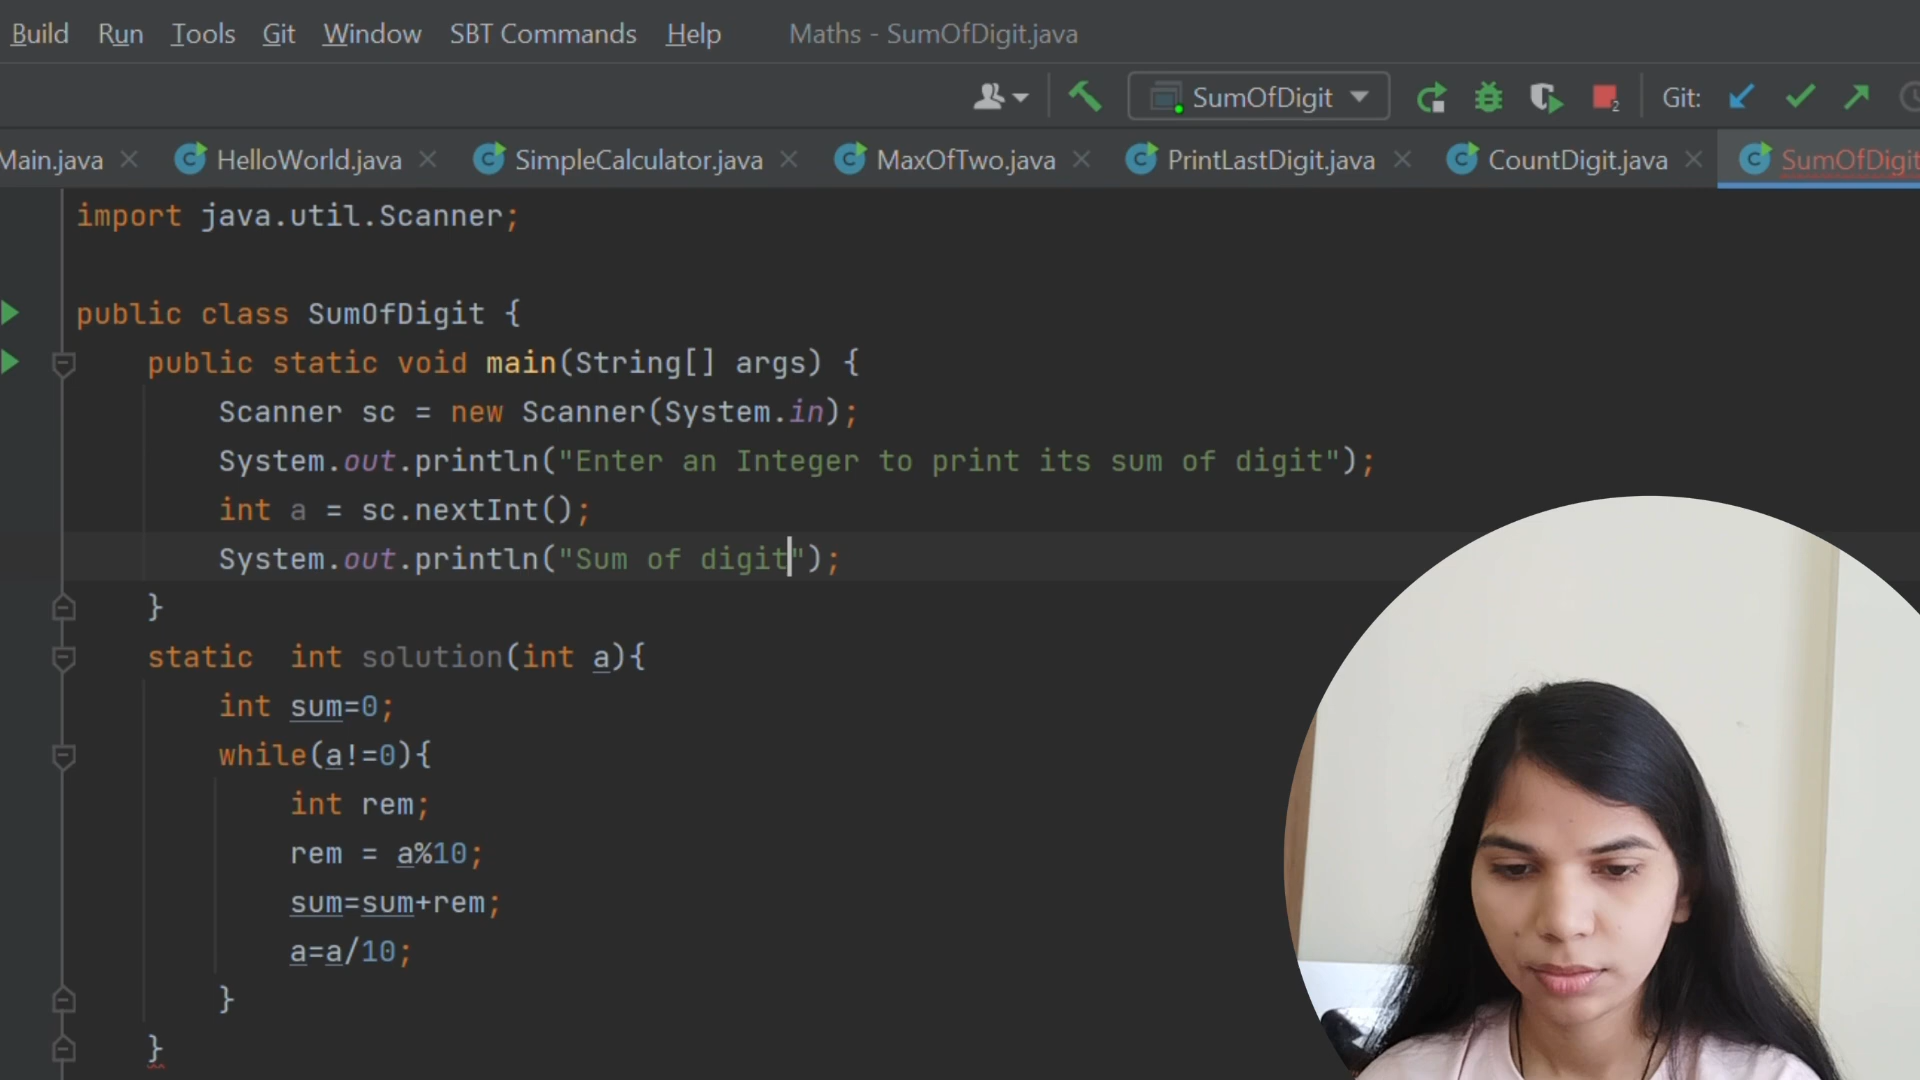 Build Run Tools Git Window SBT Commands Help Maths - SumOfDigit.java
SumOfDigit 2 Git:
Main.java HelloWorld.java SimpleCalculator.java MaxOfTwo.java PrintLastDigit.java CountDigit.java SumOfDigit
import java.util.Scanner;
public class SumOfDigit {
public static void main(String[] args) {
Scanner sc = new Scanner(System.in);
System.out.println("Enter an Integer to print its sum of digit");
int a = sc.nextInt();
System.out.println("Sum of digit");
}
static  int solution(int a){
int sum=0;
while(a!=0){
int rem;
rem = a%10;
sum=sum+rem;
a=a/10;
}
}